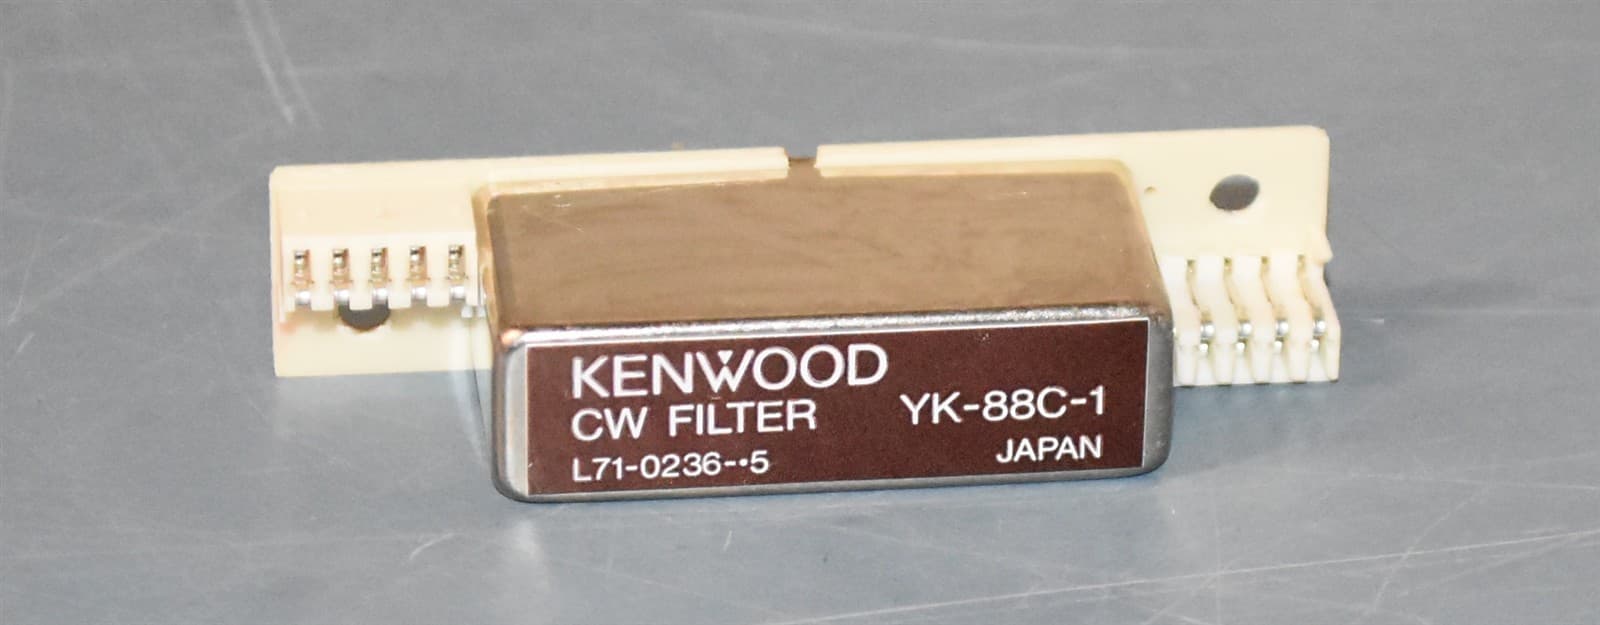 KENWOOD
CW FILTER YK-88C-1
L71-0236-•5 JAPAN